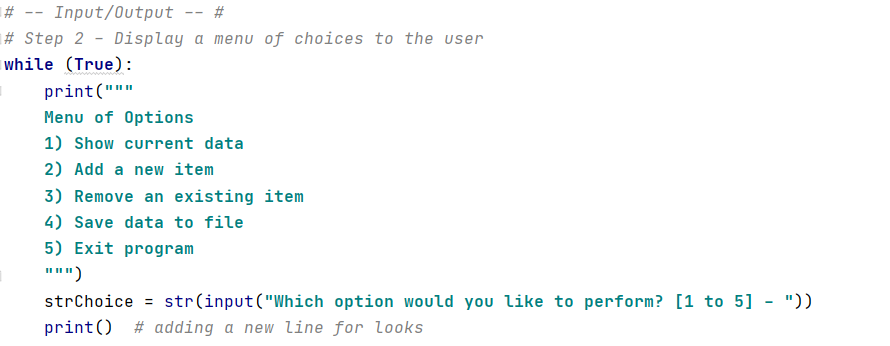 # -- Input/Output -- #
# Step 2 - Display a menu of choices to the user
while (True):
    print("""
    Menu of Options
    1) Show current data
    2) Add a new item
    3) Remove an existing item
    4) Save data to file
    5) Exit program
    """)
    strChoice = str(input("Which option would you like to perform? [1 to 5] - "))
    print()  # adding a new line for looks